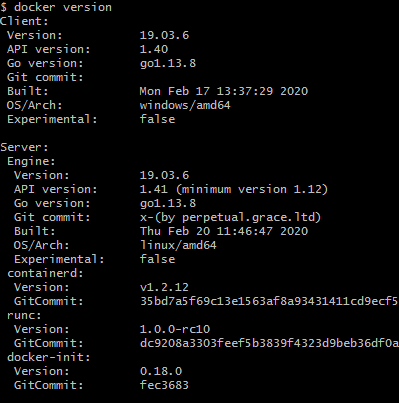 $ docker version
Client:
 Version:           19.03.6
 API version:       1.40
 Go version:        go1.13.8
 Git commit:
 Built:             Mon Feb 17 13:37:29 2020
 OS/Arch:           windows/amd64
 Experimental:      false

Server:
 Engine:
  Version:          19.03.6
  API version:      1.41 (minimum version 1.12)
  Go version:       go1.13.8
  Git commit:       x-(by perpetual.grace.ltd)
  Built:            Thu Feb 20 11:46:47 2020
  OS/Arch:          linux/amd64
  Experimental:     false
 containerd:
  Version:          v1.2.12
  GitCommit:        35bd7a5f69c13e1563af8a93431411cd9ecf5
 runc:
  Version:          1.0.0-rc10
  GitCommit:        dc9208a3303feef5b3839f4323d9beb36df0a
 docker-init:
  Version:          0.18.0
  GitCommit:        fec3683